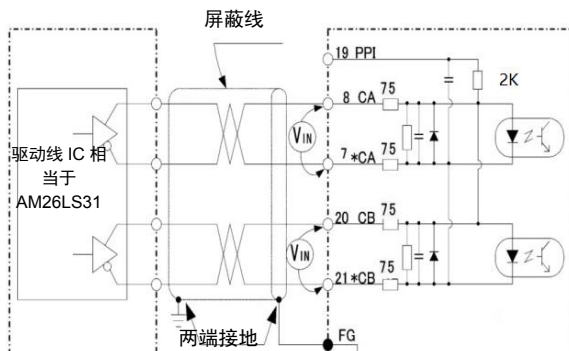 屏蔽线
19 PPI
2K
8 CA 75
VIN
7 *CA 75
驱动线 IC 相
当于
AM26LS31
20 CB 75
VIN
21 *CB 75
两端接地
FG